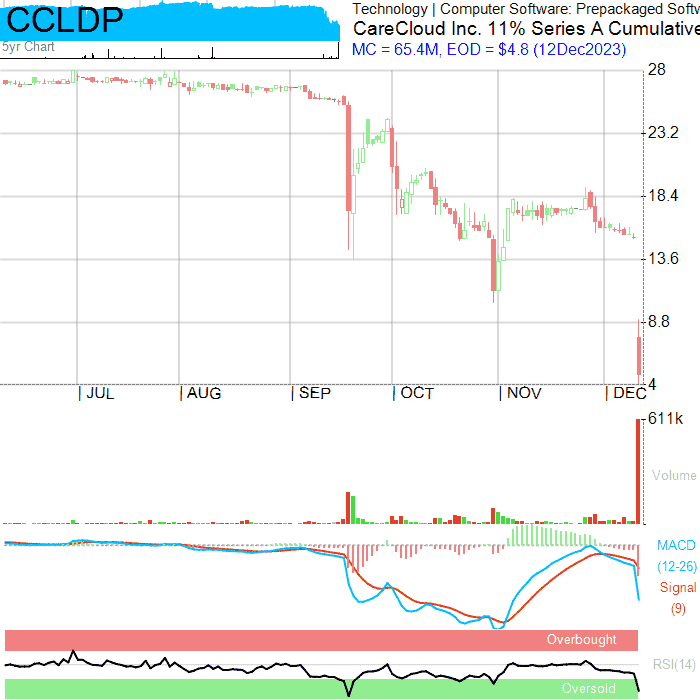 CCLDP
5yr Chart
Technology | Computer Software: Prepackaged Softw
CareCloud Inc. 11% Series A Cumulative
MC = 65.4M, EOD = $4.8 (12Dec2023)
28
23.2
18.4
13.6
8.8
4
| JUL | AUG | SEP | OCT | NOV | DEC
611k
Volume
MACD
(12-26)
Signal
(9)
Overbought
RSI(14)
Oversold